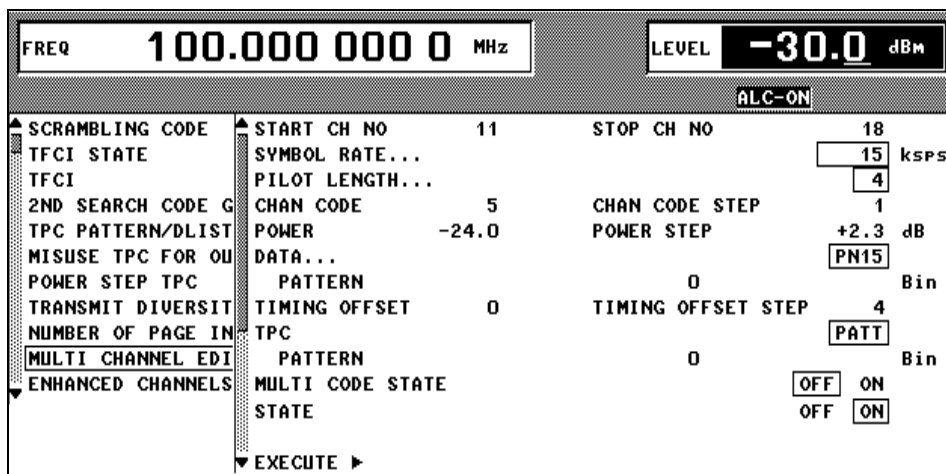 FREQ 100.000 000 0 MHz
LEVEL -30.0 dBm
ALC-ON
SCRAMBLING CODE
TFCI STATE
TFCI
2ND SEARCH CODE G
TPC PATTERN/DLIST
MISUSE TPC FOR OU
POWER STEP TPC
TRANSMIT DIVERSIT
NUMBER OF PAGE IN
MULTI CHANNEL EDI
ENHANCED CHANNELS
START CH NO 11 STOP CH NO 18
SYMBOL RATE... 15 ksps
PILOT LENGTH... 4
CHAN CODE 5 CHAN CODE STEP 1
POWER -24.0 POWER STEP +2.3 dB
DATA... PN15
PATTERN 0 Bin
TIMING OFFSET 0 TIMING OFFSET STEP 4
TPC PATT
PATTERN 0 Bin
MULTI CODE STATE OFF ON
STATE OFF ON
EXECUTE